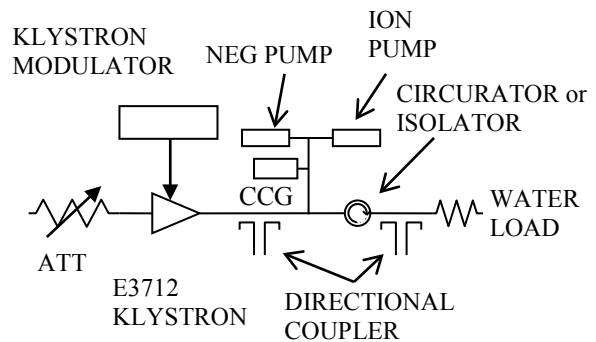 KLYSTRON
MODULATOR
NEG PUMP
ION
PUMP
CIRCURATOR or
ISOLATOR
CCG
WATER
LOAD
ATT
E3712
KLYSTRON
DIRECTIONAL
COUPLER